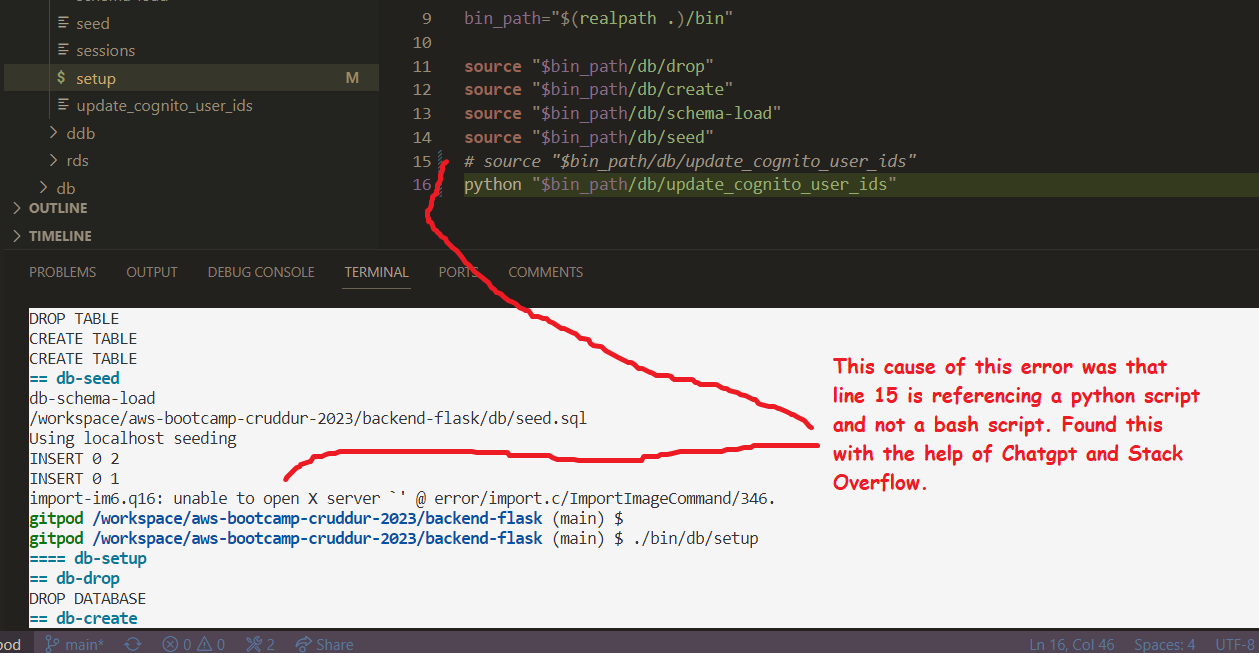 seed
sessions
$ setup M
update_cognito_user_ids
ddb
rds
db
OUTLINE
TIMELINE
9 bin_path="$(realpath .)/bin"
10
11 source "$bin_path/db/drop"
12 source "$bin_path/db/create"
13 source "$bin_path/db/schema-load"
14 source "$bin_path/db/seed"
15 # source "$bin_path/db/update_cognito_user_ids"
16 python "$bin_path/db/update_cognito_user_ids"
PROBLEMS OUTPUT DEBUG CONSOLE TERMINAL PORTS COMMENTS
DROP TABLE
CREATE TABLE
CREATE TABLE
== db-seed
db-schema-load
/workspace/aws-bootcamp-cruddur-2023/backend-flask/db/seed.sql
Using localhost seeding
INSERT 0 2
INSERT 0 1
import-im6.q16: unable to open X server `' @ error/import.c/ImportImageCommand/346.
gitpod /workspace/aws-bootcamp-cruddur-2023/backend-flask (main) $
gitpod /workspace/aws-bootcamp-cruddur-2023/backend-flask (main) $ ./bin/db/setup
==== db-setup
== db-drop
DROP DATABASE
== db-create
This cause of this error was that
line 15 is referencing a python script
and not a bash script. Found this
with the help of Chatgpt and Stack
Overflow.
main* 0 0 2 Share Ln 16, Col 46 Spaces: 4 UTF-8